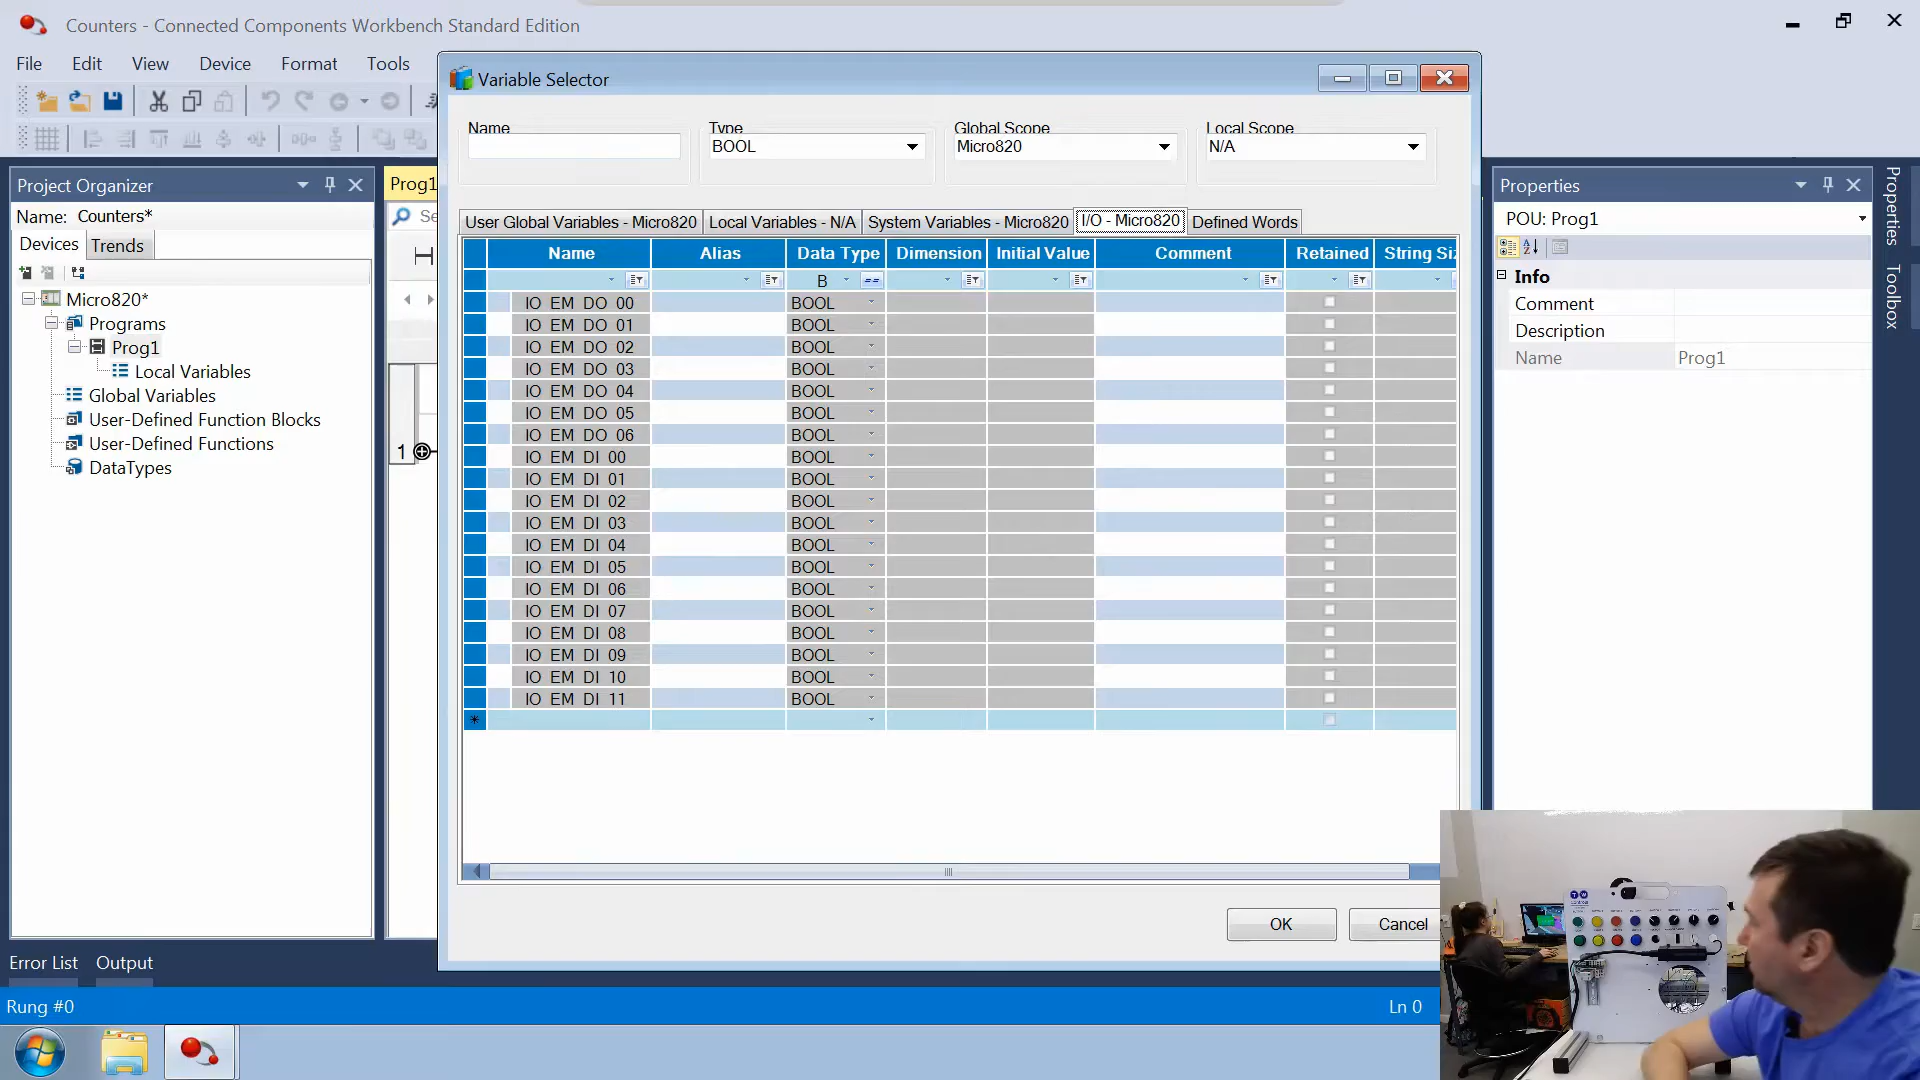 Counters - Connected Components Workbench Standard Edition
File Edit View Device Format Tools
Variable Selector
Name Type Global Scope Local Scope
BOOL Micro820 N/A
Project Organizer
Name: Counters*
Devices Trends
Micro820*
Programs
Prog1
Local Variables
Global Variables
User-Defined Function Blocks
User-Defined Functions
DataTypes
Prog1
1
User Global Variables - Micro820 Local Variables - N/A System Variables - Micro820 I/O - Micro820 Defined Words
Name Alias Data Type Dimension Initial Value Comment Retained String Siz
B ==
IO EM DO 00 BOOL
IO EM DO 01 BOOL
IO EM DO 02 BOOL
IO EM DO 03 BOOL
IO EM DO 04 BOOL
IO EM DO 05 BOOL
IO EM DO 06 BOOL
IO EM DI 00 BOOL
IO EM DI 01 BOOL
IO EM DI 02 BOOL
IO EM DI 03 BOOL
IO EM DI 04 BOOL
IO EM DI 05 BOOL
IO EM DI 06 BOOL
IO EM DI 07 BOOL
IO EM DI 08 BOOL
IO EM DI 09 BOOL
IO EM DI 10 BOOL
IO EM DI 11 BOOL
*
OK Cancel
Properties
POU: Prog1
Info
Comment
Description
Name Prog1
Properties
Toolbox
Error List Output
Rung #0 Ln 0